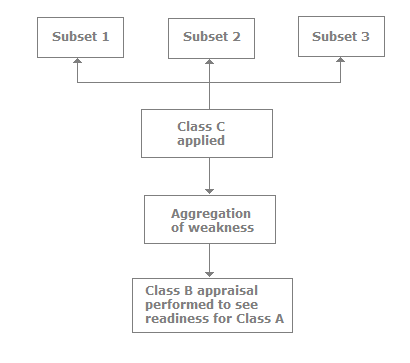 Subset 1
Subset 2
Subset 3
Class C
applied
Aggregation
of weakness
Class B appraisal
performed to see
readiness for Class A